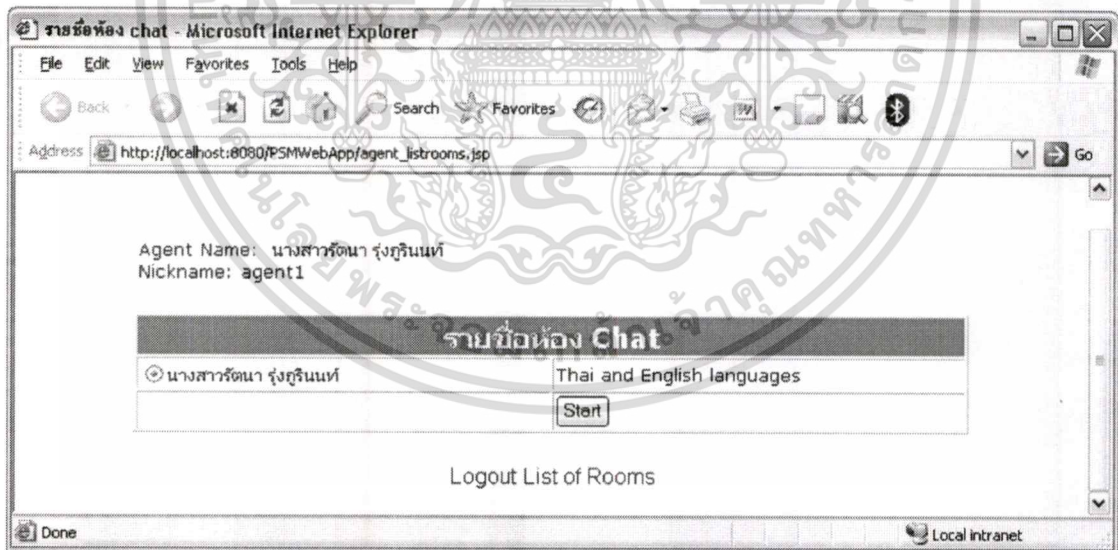 รายชื่อห้อง chat - Microsoft Internet Explorer
File Edit View Favorites Tools Help
Back Search Favorites
Address http://localhost:8080/PSMWebApp/agent_listrooms.jsp Go
Agent Name: นางสาวรัตนา รุ่งภูรินนท์
Nickname: agent1
รายชื่อห้อง Chat
นางสาวรัตนา รุ่งภูรินนท์ Thai and English languages
Start
Logout List of Rooms
Done Local intranet